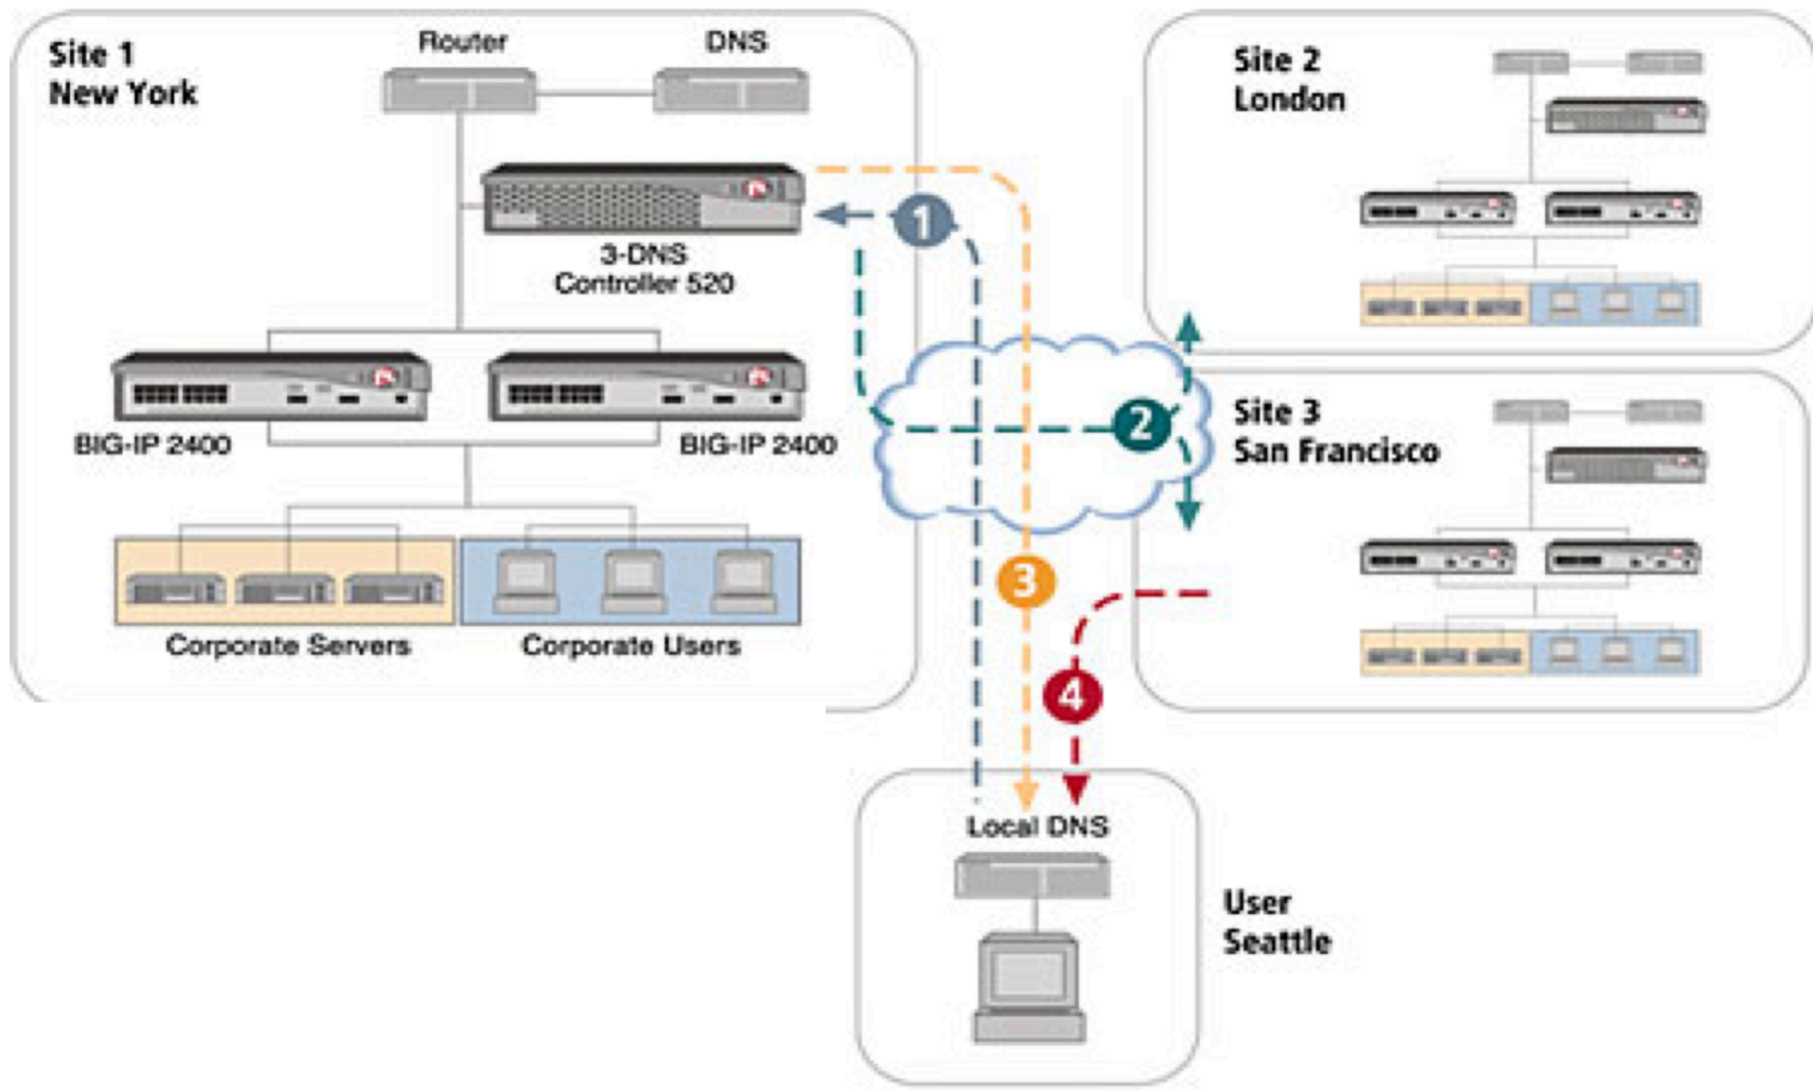 Site 1
New York
Router
DNS
3-DNS
Controller 520
BIG-IP 2400
BIG-IP 2400
Corporate Servers
Corporate Users
1
2
3
4
Site 2
London
Site 3
San Francisco
Local DNS
User
Seattle